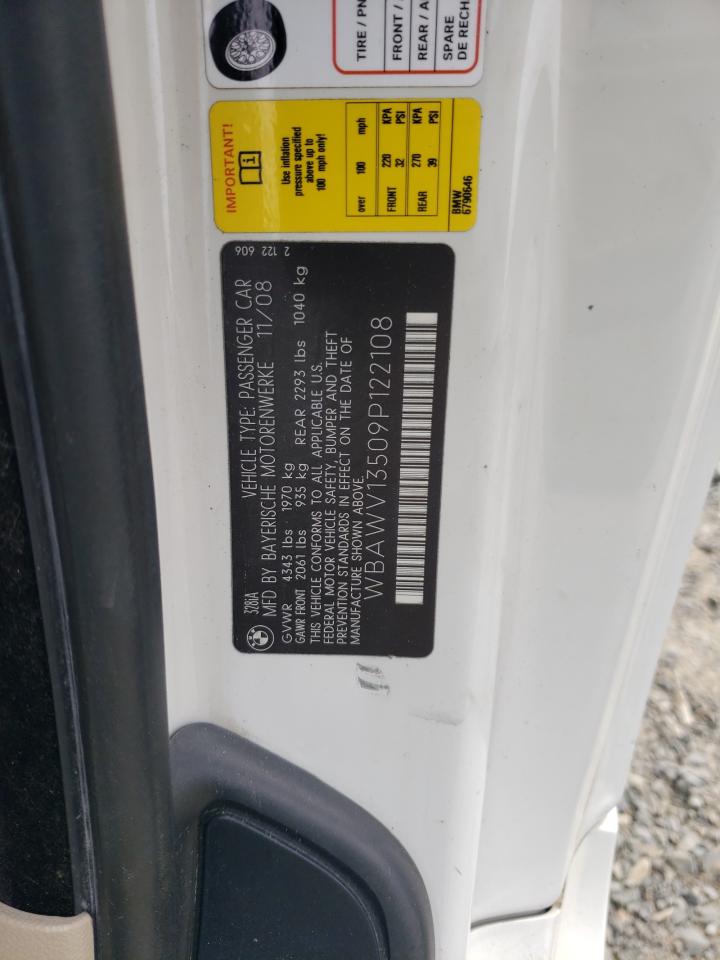 TIRE / PN
FRONT /
REAR / A
SPARE
DE RECH
IMPORTANT!
Use inflation
pressure specified
above up to
100 mph only!
over 100 mph
FRONT 220 KPA
32 PSI
REAR 270 KPA
39 PSI
BMW
6790646
328iA VEHICLE TYPE: PASSENGER CAR 2 122 606
MFD BY BAYERISCHE MOTORENWERKE 11/08
GVWR 4343 lbs 1970 kg
GAWR FRONT 2061 lbs 935 kg REAR 2293 lbs 1040 kg
THIS VEHICLE CONFORMS TO ALL APPLICABLE U.S.
FEDERAL MOTOR VEHICLE SAFETY, BUMPER AND THEFT
PREVENTION STANDARDS IN EFFECT ON THE DATE OF
MANUFACTURE SHOWN ABOVE.
WBAWV13509P122108